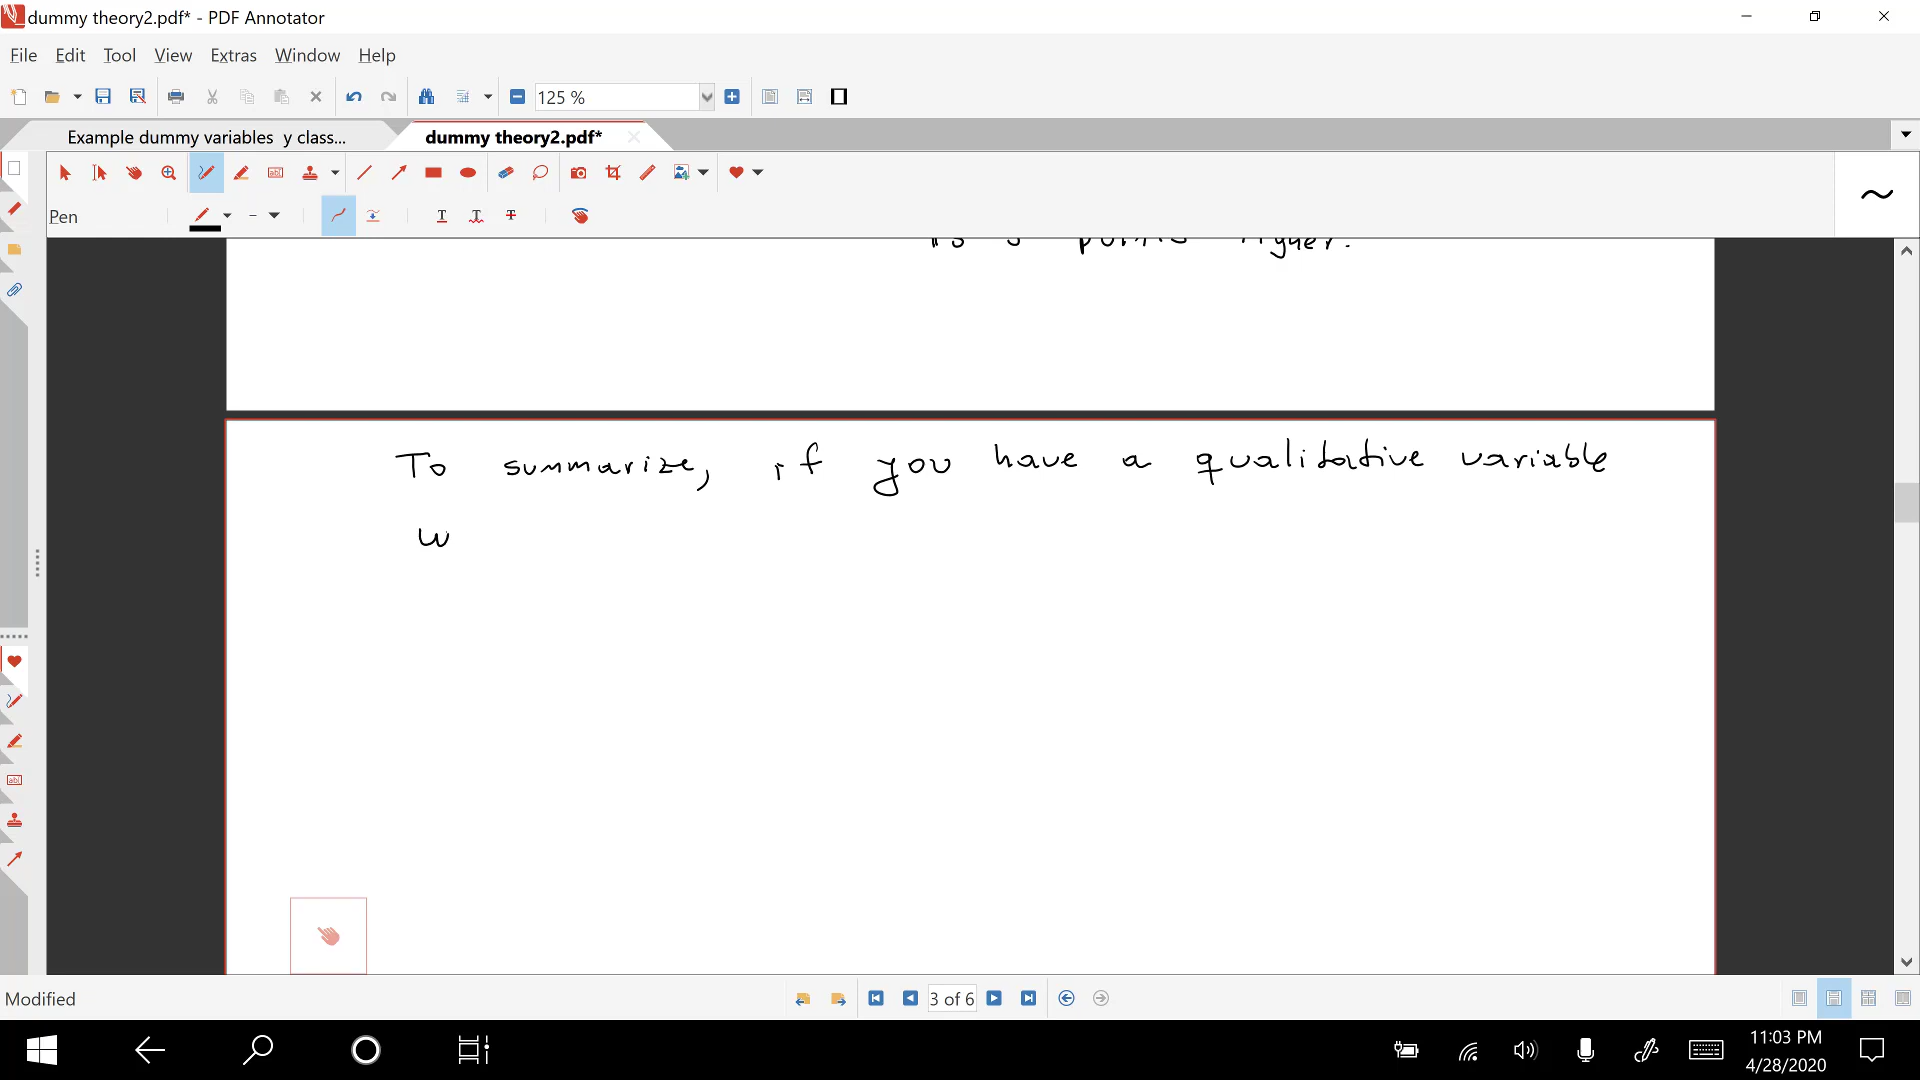 dummy theory2.pdf* - PDF Annotator
File Edit Tool View Extras Window Help
125 %
Example dummy variables y class...
dummy theory2.pdf*
Pen
points higher.
To summarize, if you have a qualitative variable
w
Modified
3 of 6
11:03 PM
4/28/2020